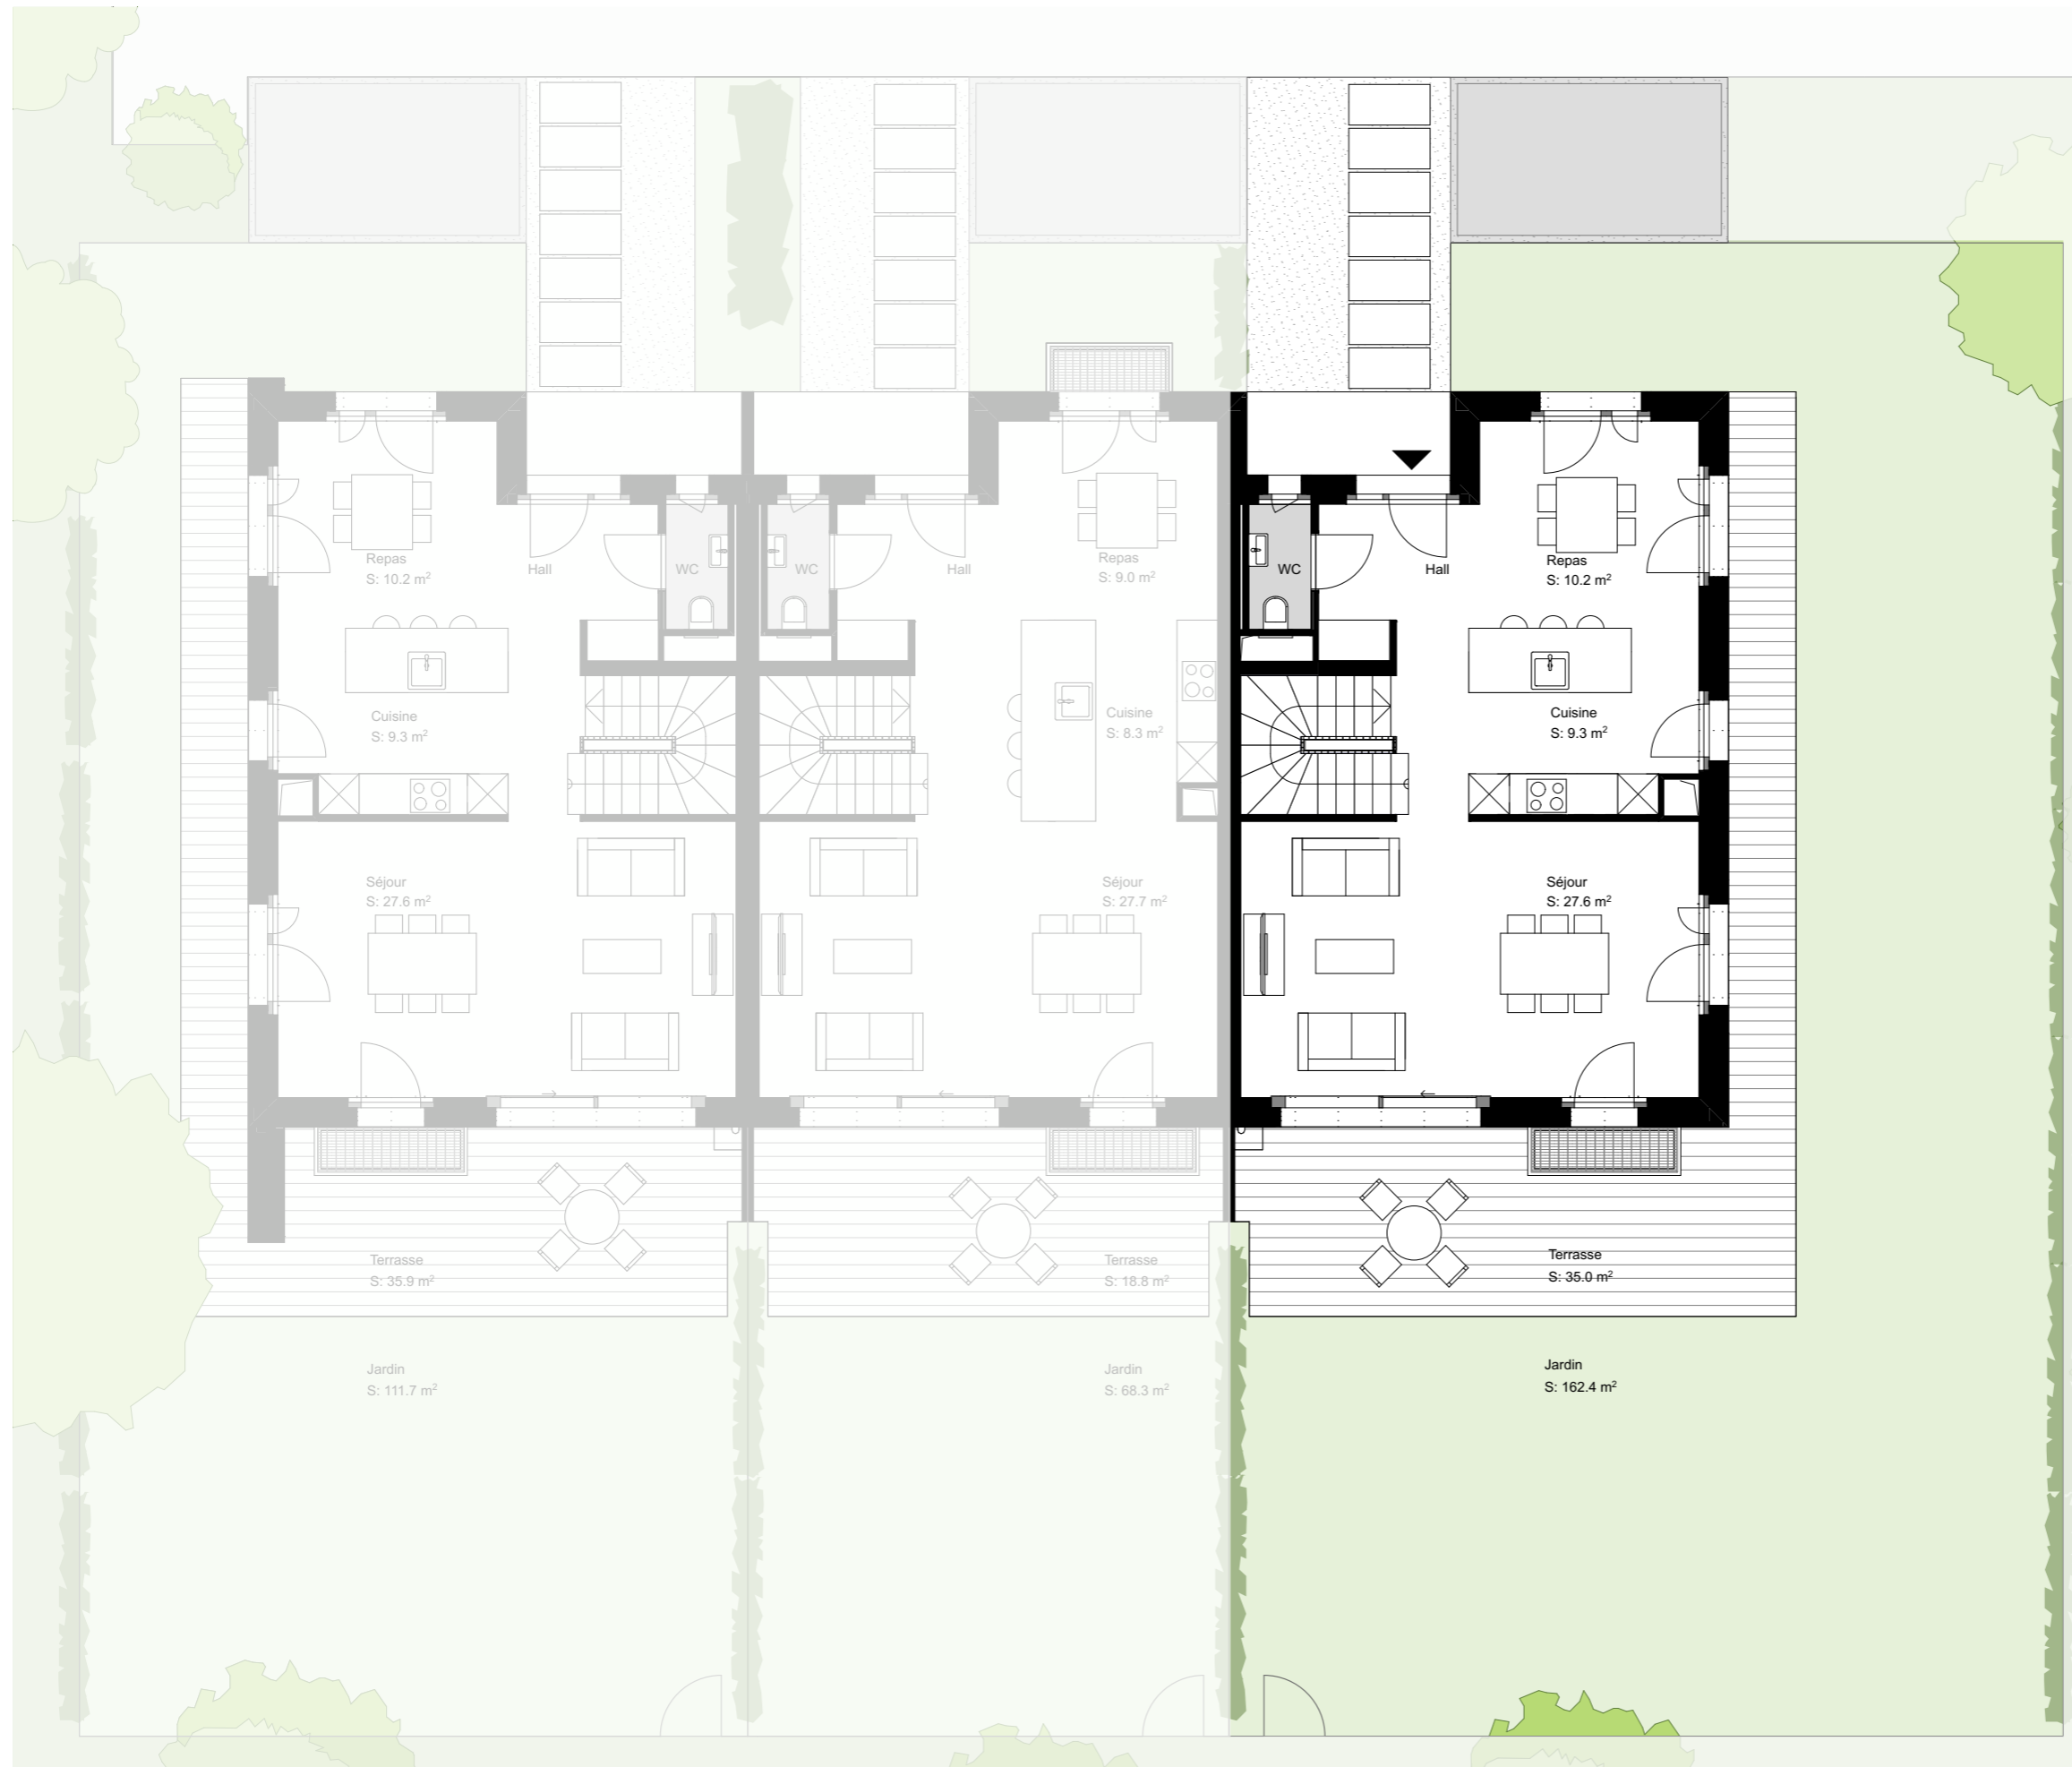 Repas
S: 10.2 m²
Hall
WC
Cuisine
S: 9.3 m²
Séjour
S: 27.6 m²
Terrasse
S: 35.9 m²
Jardin
S: 111.7 m²
WC
Hall
Repas
S: 9.0 m²
Cuisine
S: 8.3 m²
Séjour
S: 27.7 m²
Terrasse
S: 18.8 m²
Jardin
S: 68.3 m²
WC
Hall
Repas
S: 10.2 m²
Cuisine
S: 9.3 m²
Séjour
S: 27.6 m²
Terrasse
S: 35.0 m²
Jardin
S: 162.4 m²